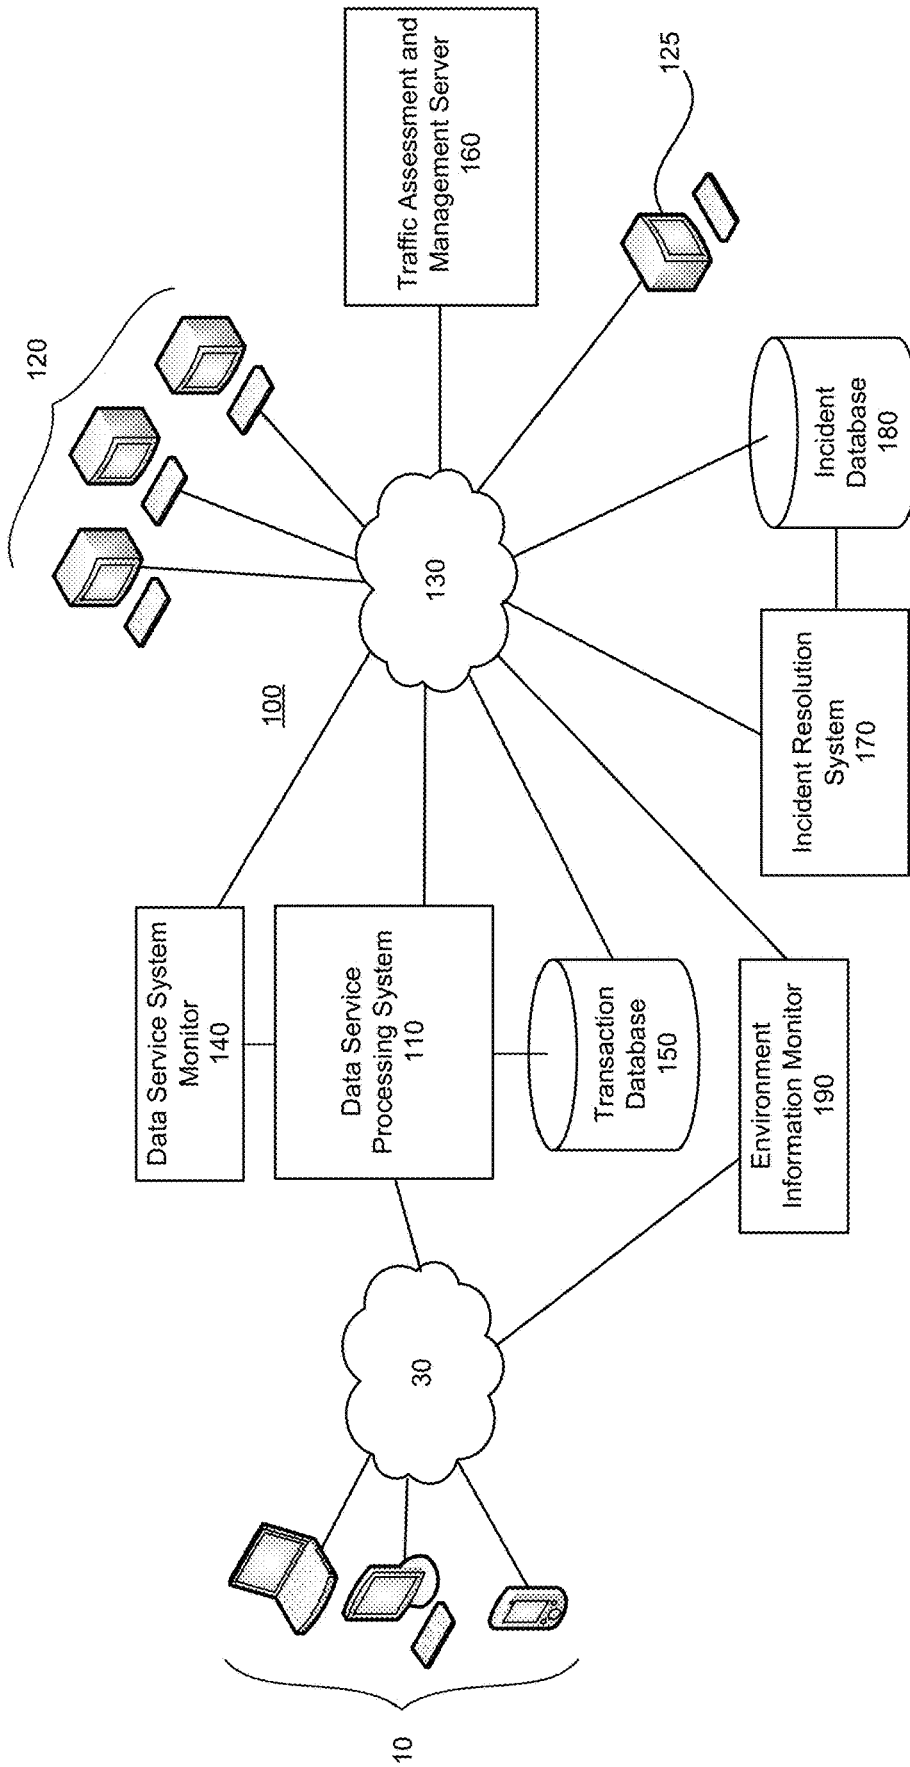 120
100
Data Service System
Monitor
140
Data Service
Processing System
110
Traffic Assessment and
Management Server
160
125
130
30
10
Transaction
Database
150
Environment
Information Monitor
190
Incident Resolution
System
170
Incident
Database
180